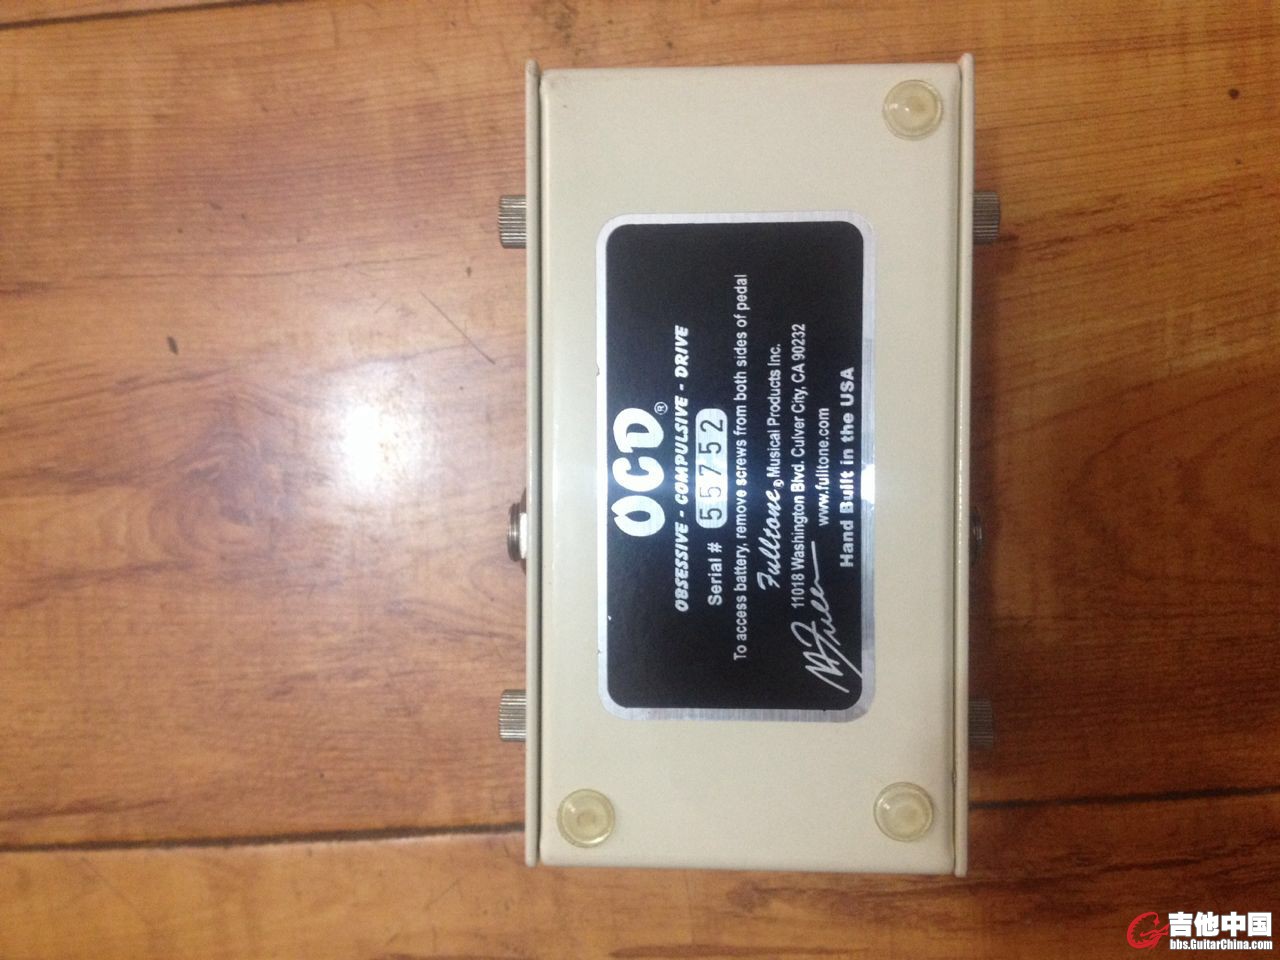 OCD®
OBSESSIVE - COMPULSIVE - DRIVE
Serial # 55752
To access battery, remove screws from both sides of pedal
Fulltone® Musical Products Inc.
11018 Washington Blvd. Culver City, CA 90232
www.fulltone.com
Hand Built in the USA
吉他中国
bbs.GuitarChina.com